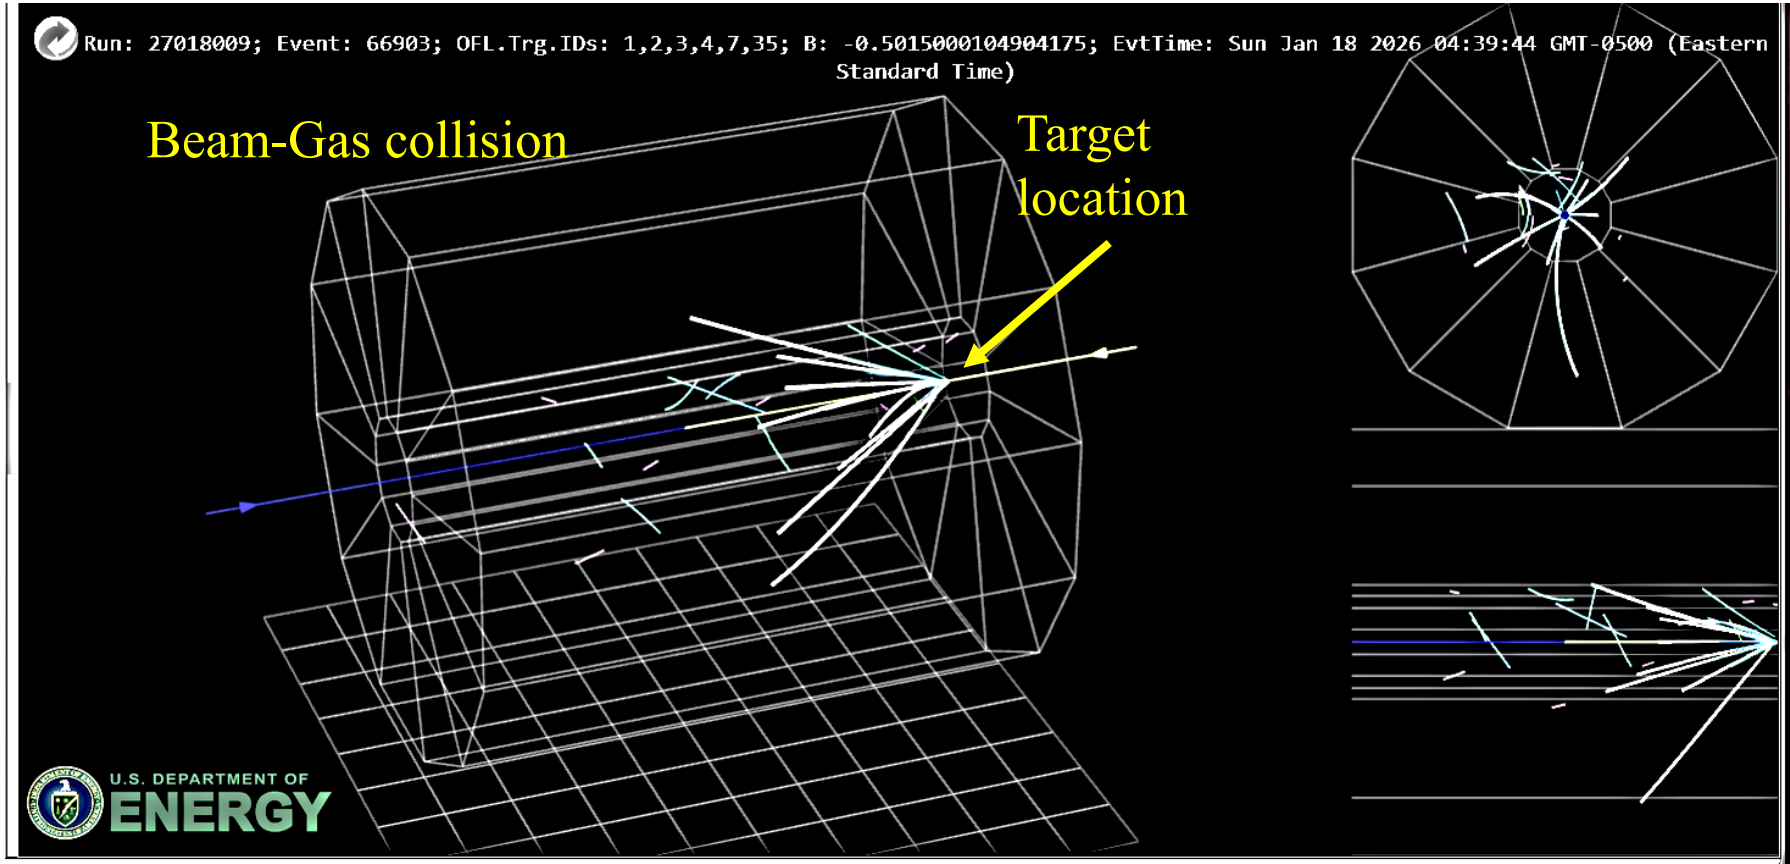 Run: 27018009; Event: 66903; OFL.Trg.IDs: 1,2,3,4,7,35; B: -0.5015000104904175; EvtTime: Sun Jan 18 2026 04:39:44 GMT-0500 (Eastern
Standard Time)
Beam-Gas collision
Target
location
U.S. DEPARTMENT OF
ENERGY